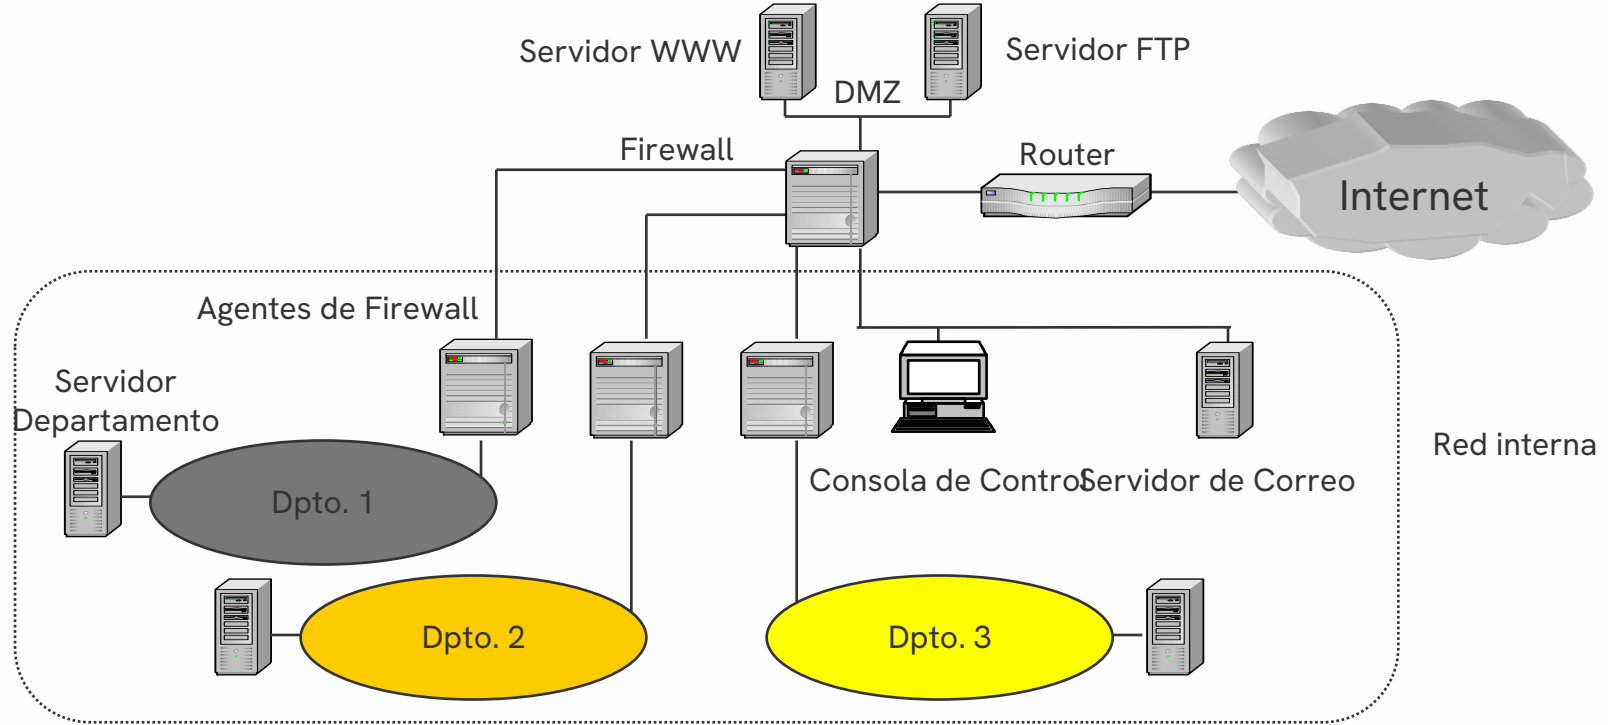 Servidor WWW
Servidor FTP
DMZ
Firewall
Router
Internet
Agentes de Firewall
Servidor
Departamento
Red interna
Consola de Control
Servidor de Correo
Dpto. 1
Dpto. 2
Dpto. 3